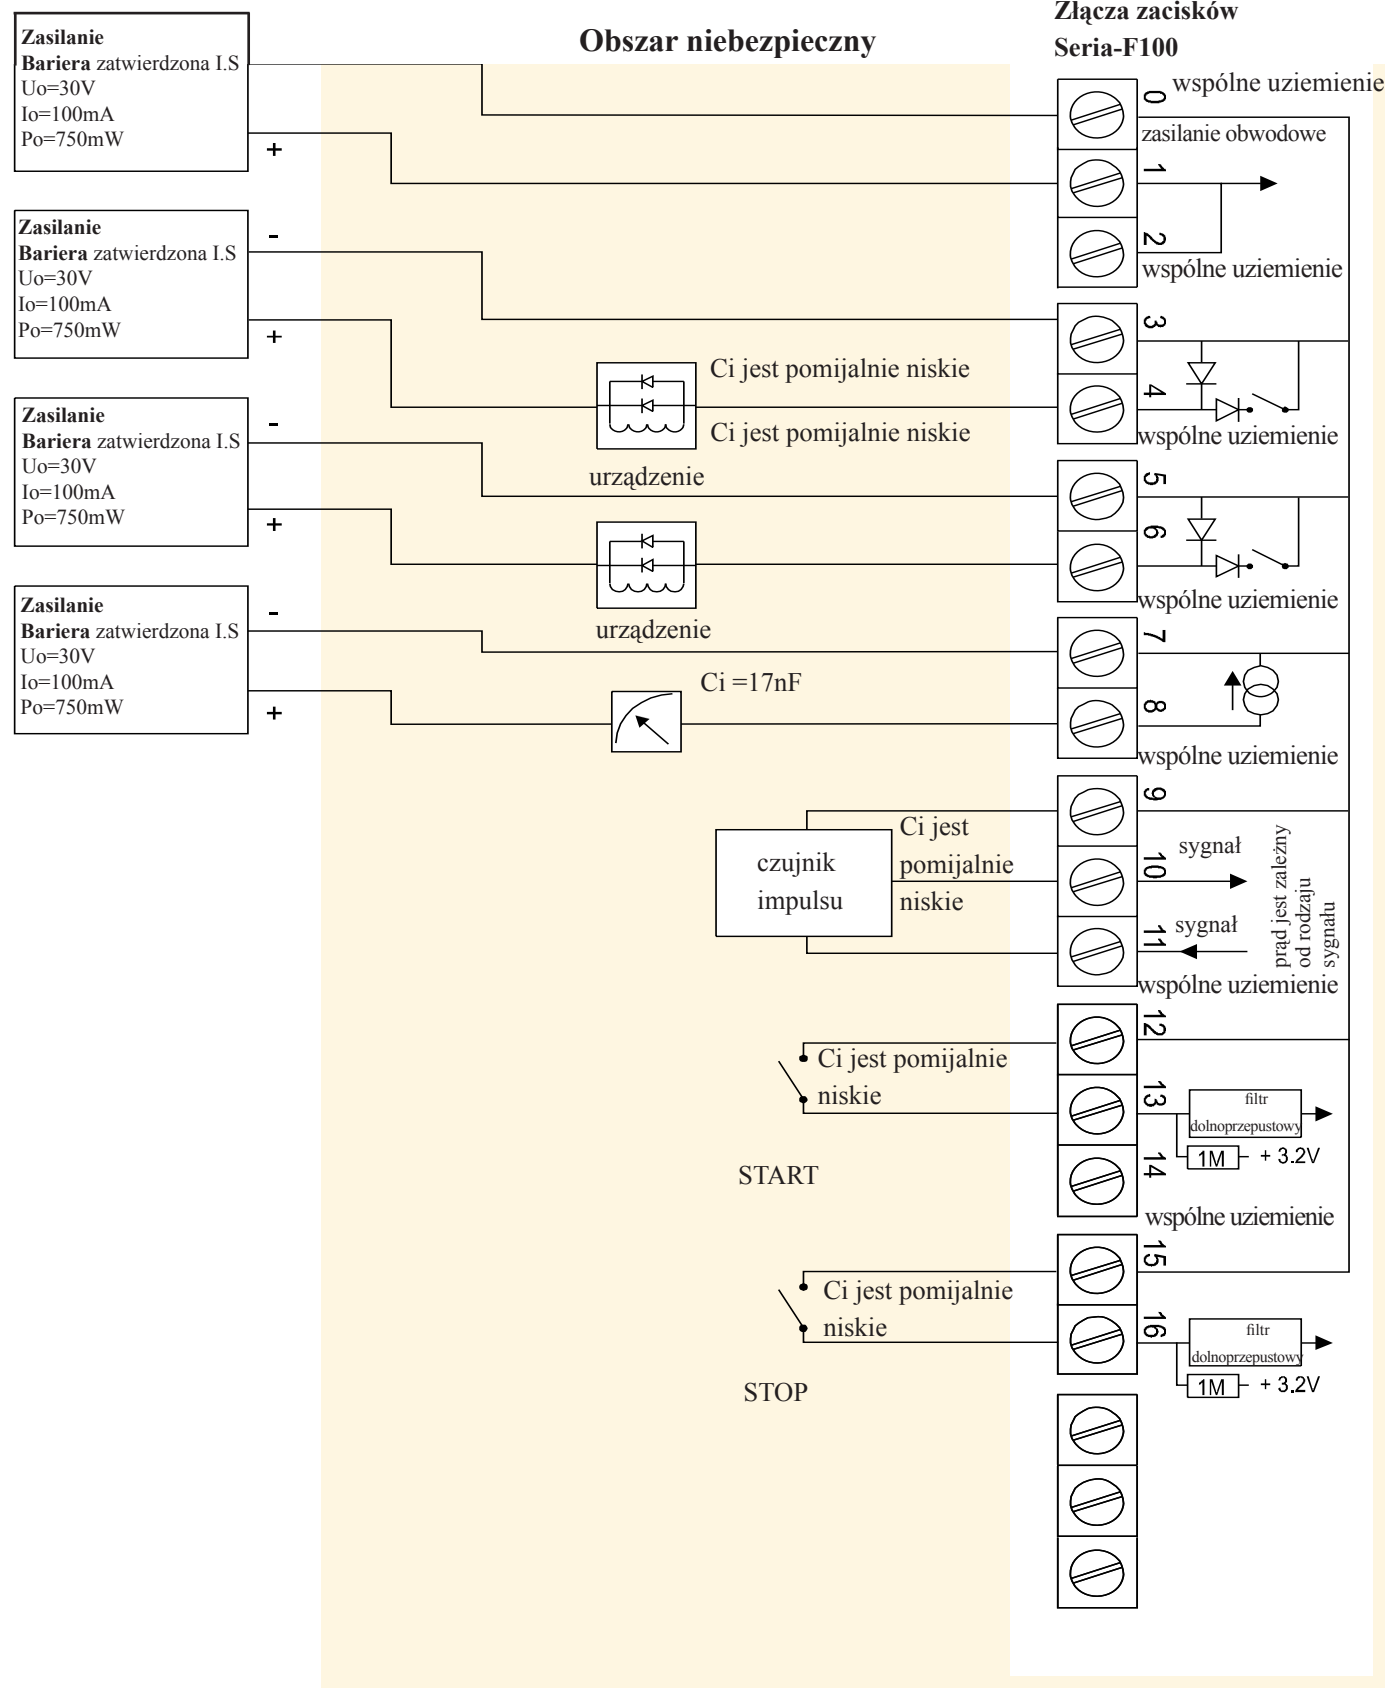 Złącza zacisków
Seria-F100
Obszar niebezpieczny
Zasilanie
Bariera zatwierdzona I.S
Uo=30V
Io=100mA
Po=750mW
+
Zasilanie
Bariera zatwierdzona I.S
Uo=30V
Io=100mA
Po=750mW
-
+
Zasilanie
Bariera zatwierdzona I.S
Uo=30V
Io=100mA
Po=750mW
-
+
Zasilanie
Bariera zatwierdzona I.S
Uo=30V
Io=100mA
Po=750mW
-
+
Ci jest pomijalnie niskie
Ci jest pomijalnie niskie
urządzenie
urządzenie
Ci =17nF
czujnik
impulsu
Ci jest
pomijalnie
niskie
Ci jest pomijalnie
niskie
START
Ci jest pomijalnie
niskie
STOP
0
wspólne uziemienie
zasilanie obwodowe
1
2
wspólne uziemienie
3
4
wspólne uziemienie
5
6
wspólne uziemienie
7
8
wspólne uziemienie
9
10
sygnał
11
sygnał
prąd jest zależny
od rodzaju
sygnału
wspólne uziemienie
12
13
filtr
dolnoprzepustowy
1M
+ 3.2V
14
wspólne uziemienie
15
16
filtr
dolnoprzepustowy
1M
+ 3.2V